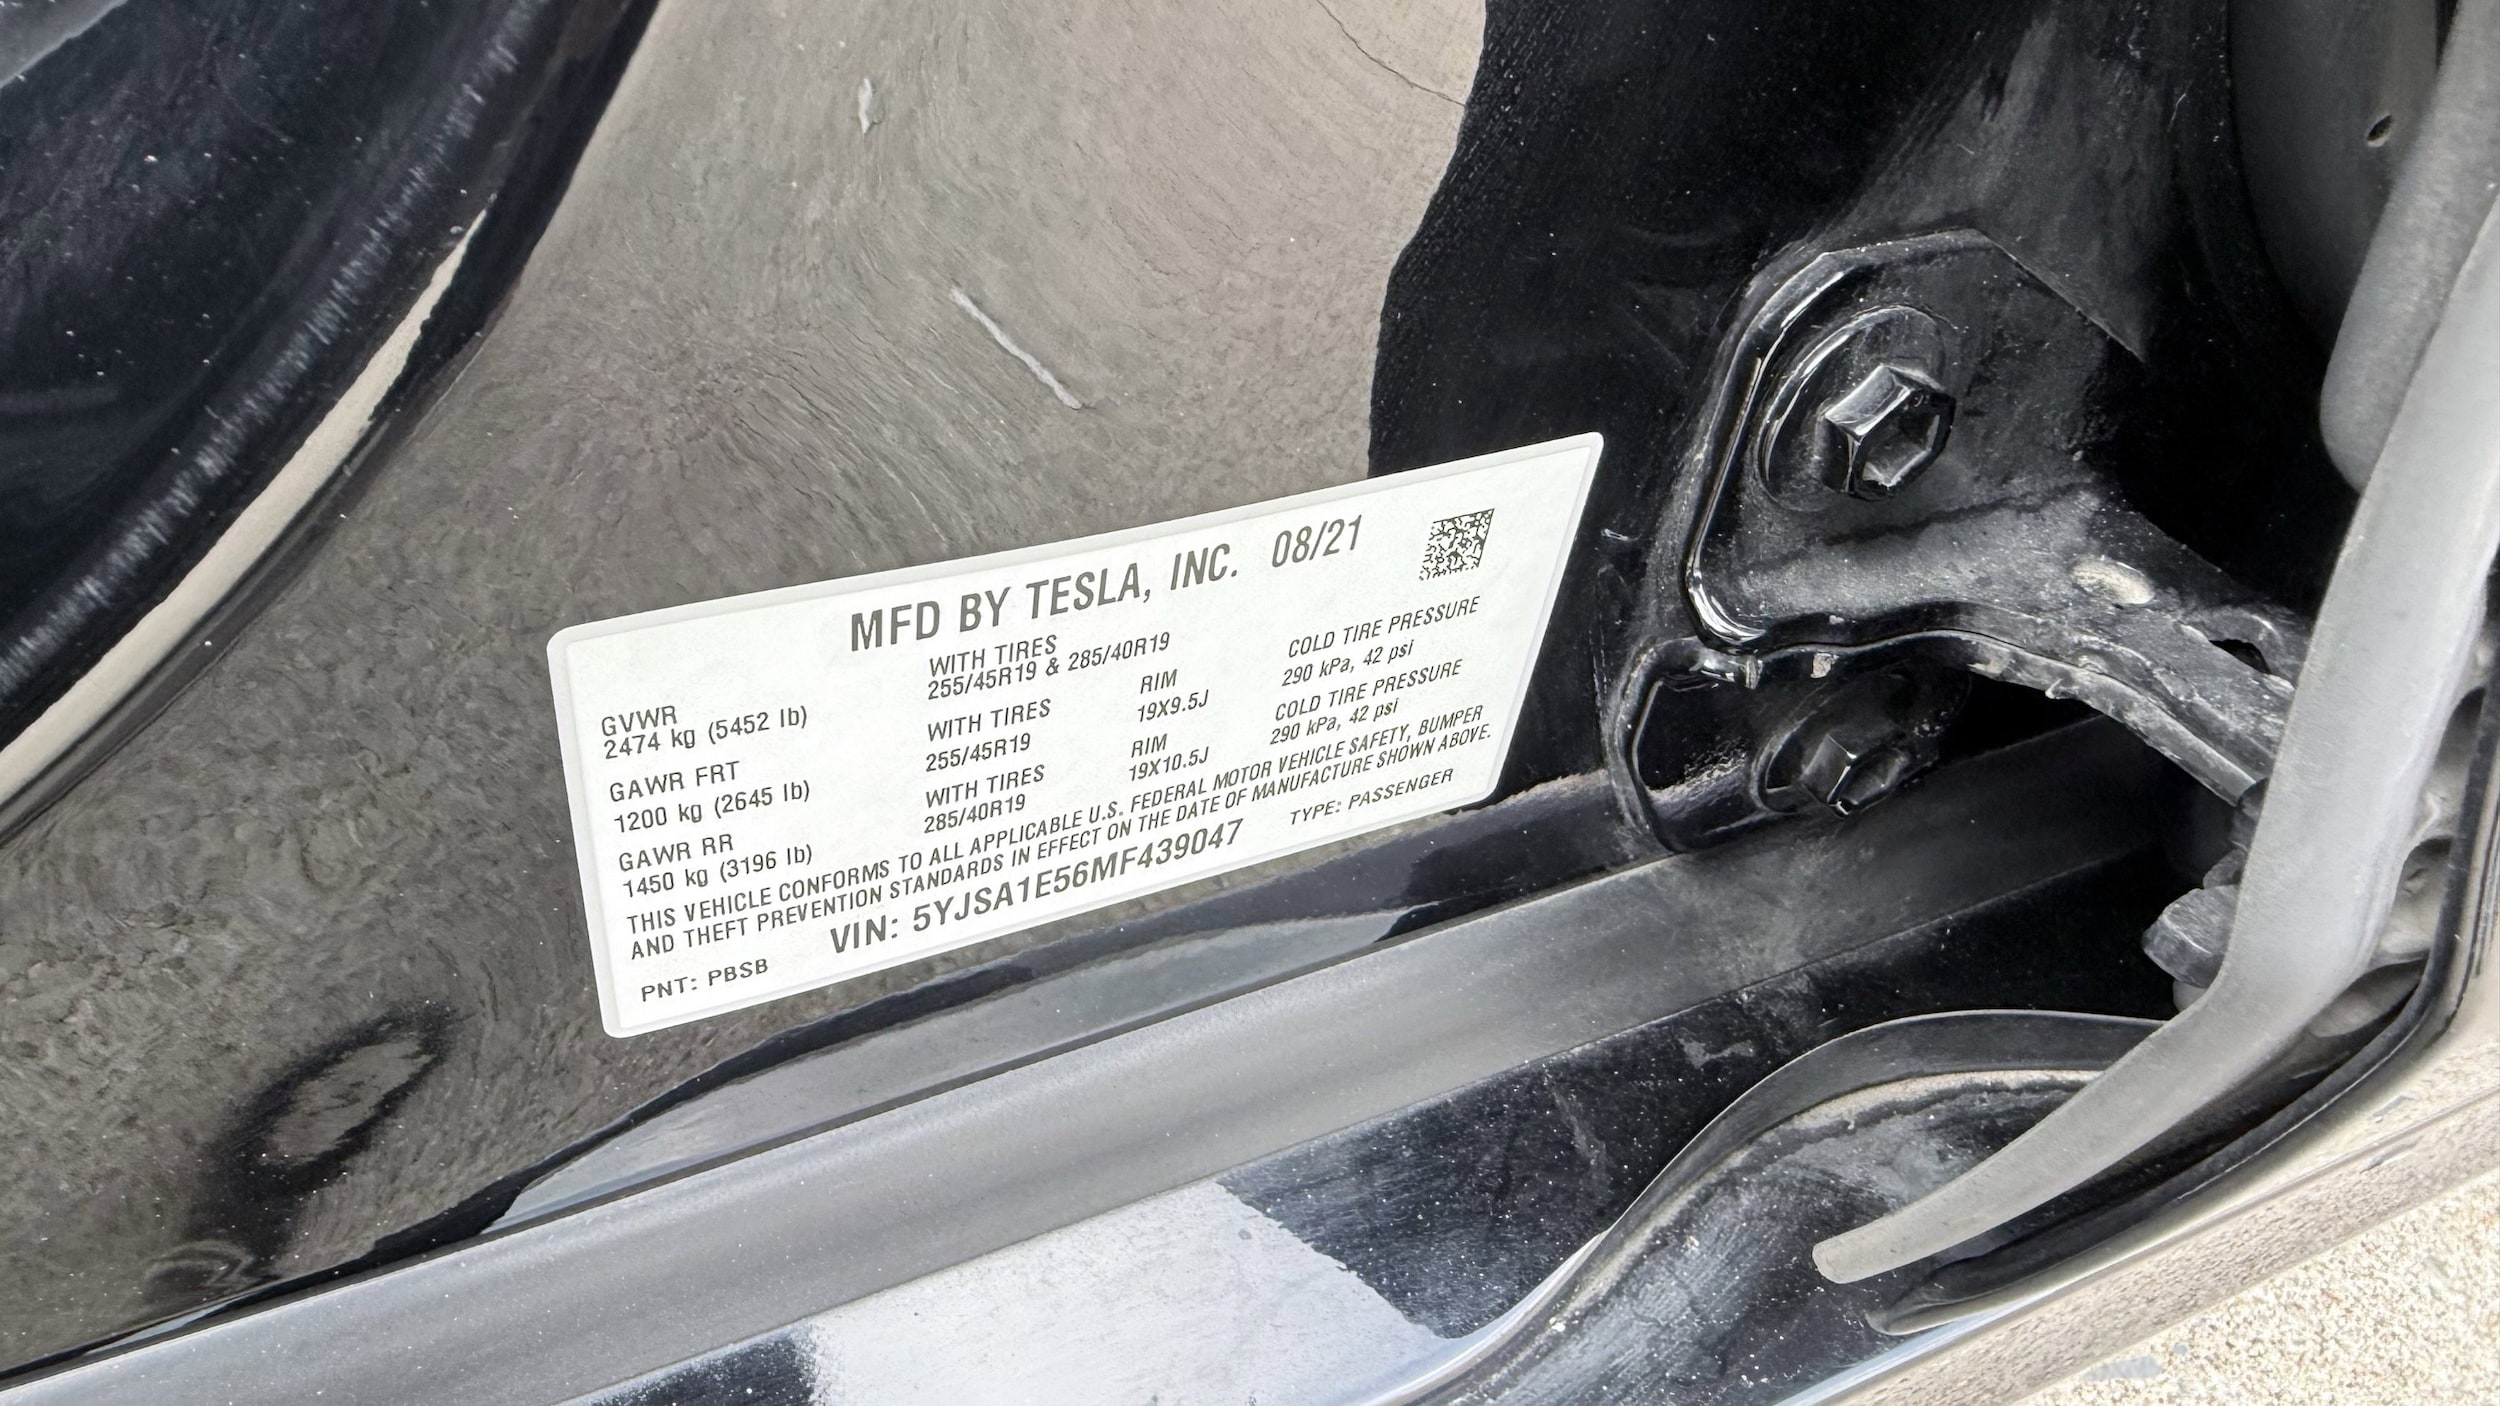 MFD BY TESLA, INC. 08/21
WITH TIRES
255/45R19 & 285/40R19
GVWR
2474 kg (5452 lb)
COLD TIRE PRESSURE
290 kPa, 42 psi
GAWR FRT
1200 kg (2645 lb)
WITH TIRES
255/45R19
RIM
19X9.5J
COLD TIRE PRESSURE
290 kPa, 42 psi
GAWR RR
1450 kg (3196 lb)
WITH TIRES
285/40R19
RIM
19X10.5J
THIS VEHICLE CONFORMS TO ALL APPLICABLE U.S. FEDERAL MOTOR VEHICLE SAFETY, BUMPER
AND THEFT PREVENTION STANDARDS IN EFFECT ON THE DATE OF MANUFACTURE SHOWN ABOVE.
VIN: 5YJSA1E56MF439047
TYPE: PASSENGER
PNT: PBSB